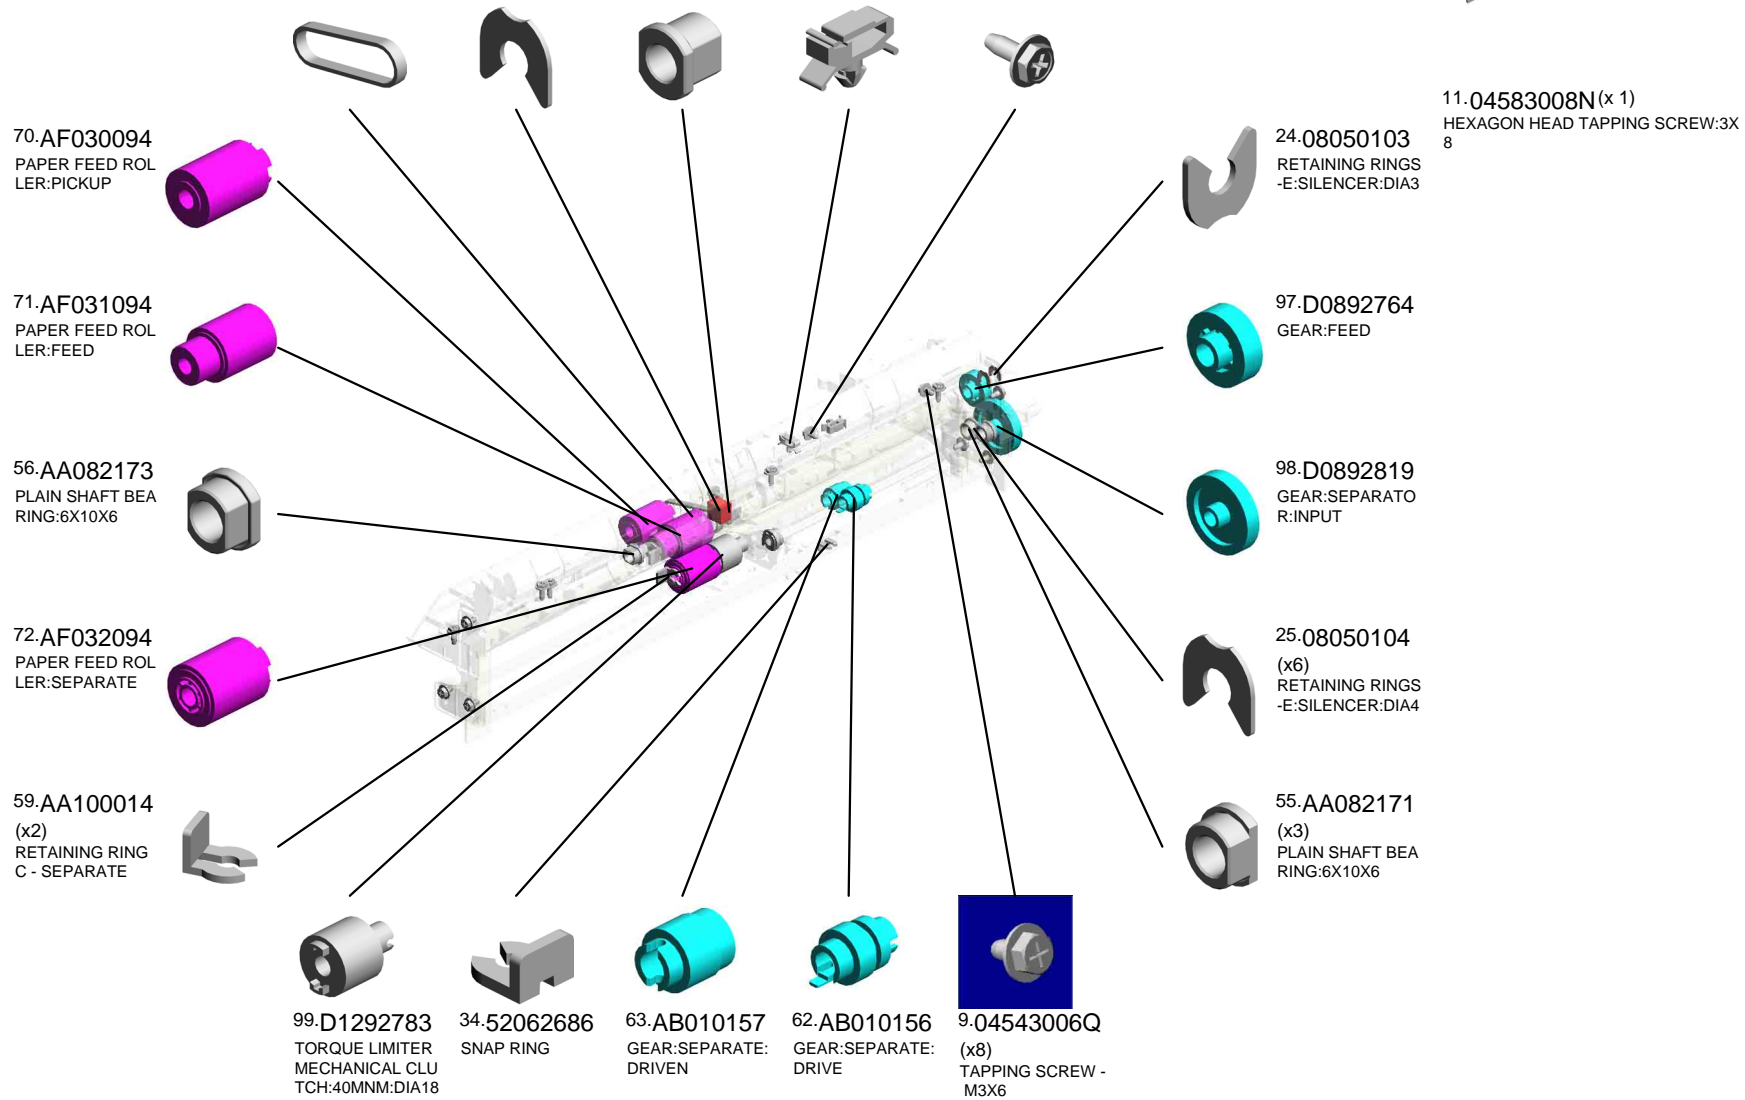 11.04583008N (x 1)
HEXAGON HEAD TAPPING SCREW:3X
8
70.AF030094
PAPER FEED ROL
LER:PICKUP
24.08050103
RETAINING RINGS
-E:SILENCER:DIA3
71.AF031094
PAPER FEED ROL
LER:FEED
97.D0892764
GEAR:FEED
56.AA082173
PLAIN SHAFT BEA
RING:6X10X6
98.D0892819
GEAR:SEPARATO
R:INPUT
72.AF032094
PAPER FEED ROL
LER:SEPARATE
25.08050104
(x6)
RETAINING RINGS
-E:SILENCER:DIA4
59.AA100014
(x2)
RETAINING RING
C - SEPARATE
55.AA082171
(x3)
PLAIN SHAFT BEA
RING:6X10X6
99.D1292783
TORQUE LIMITER
MECHANICAL CLU
TCH:40MNM:DIA18
34.52062686
SNAP RING
63.AB010157
GEAR:SEPARATE:
DRIVEN
62.AB010156
GEAR:SEPARATE:
DRIVE
9.04543006Q
(x8)
TAPPING SCREW -
M3X6